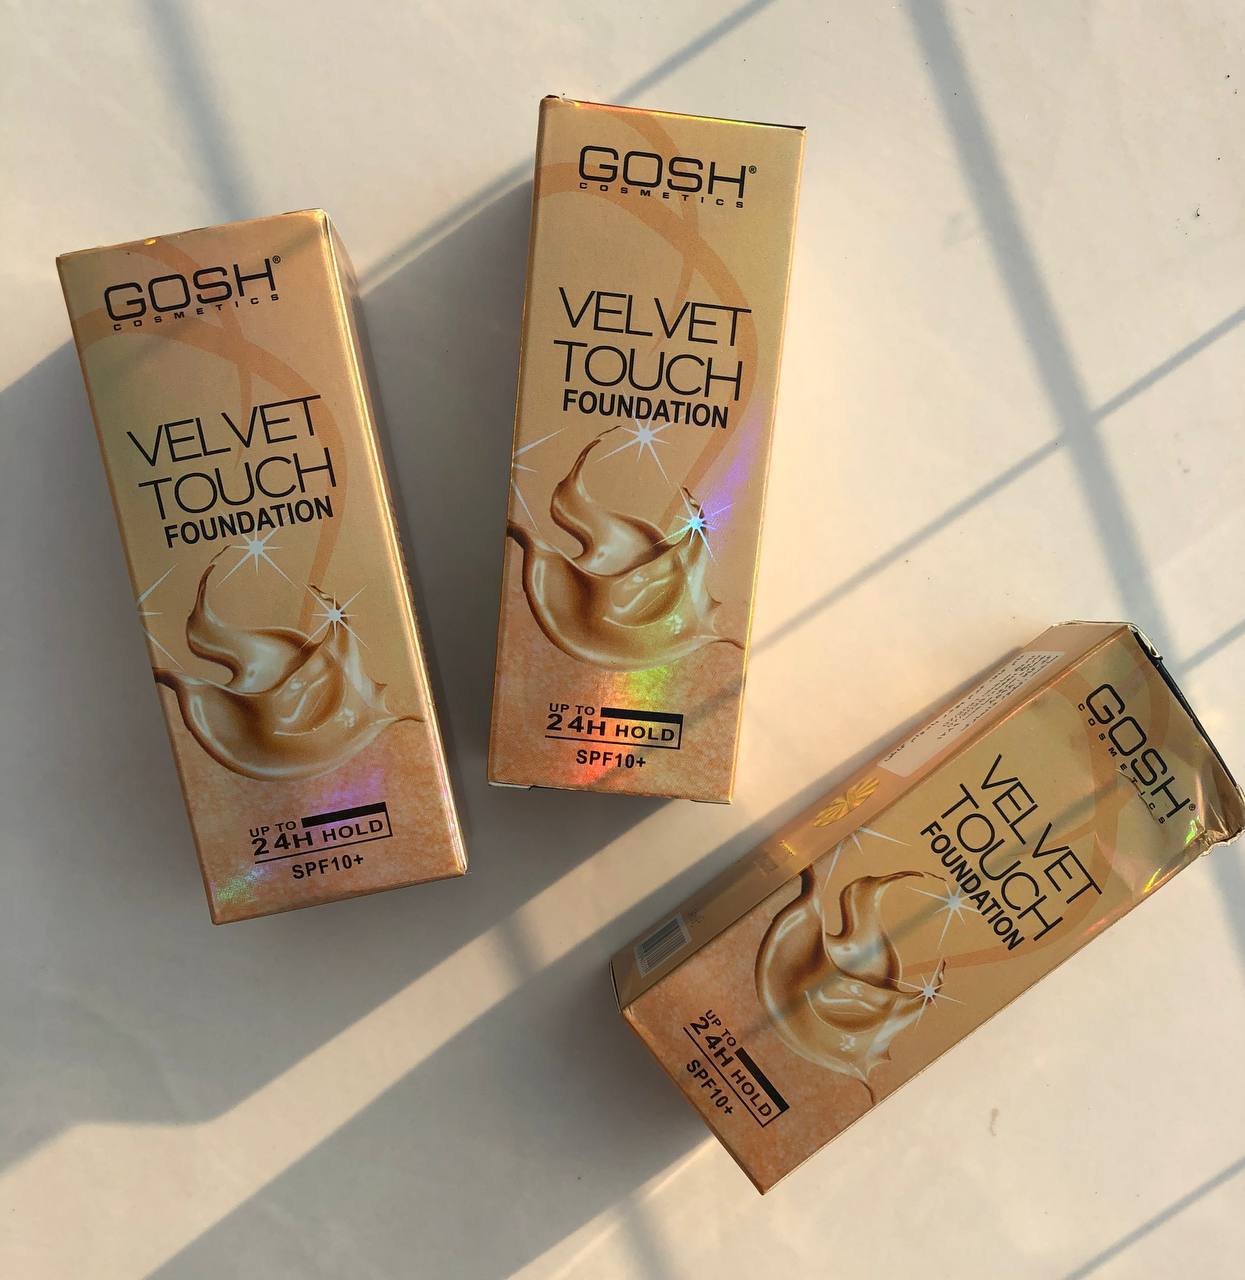 GOSH®
COSMETICS
VELVET
TOUCH
FOUNDATION
UP TO
24H HOLD
SPF10+
GOSH®
COSMETICS
VELVET
TOUCH
FOUNDATION
UP TO
24H HOLD
SPF10+
GOSH®
COSMETICS
VELVET
TOUCH
FOUNDATION
UP TO
24H HOLD
SPF10+